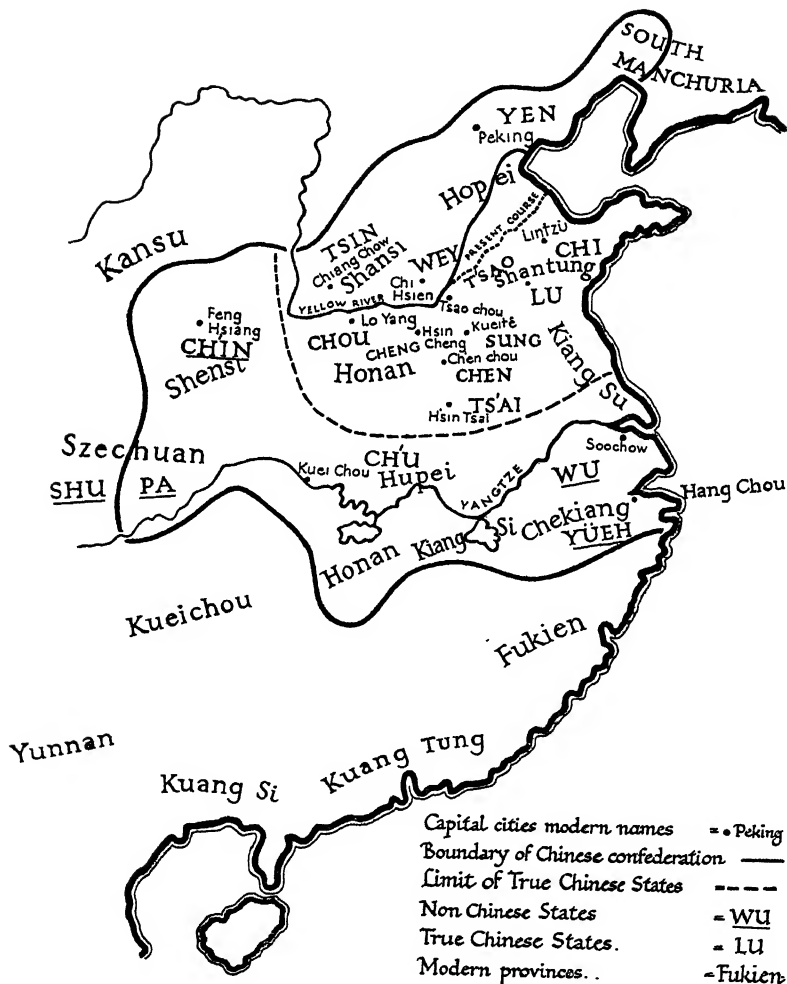 SOUTH
MANCHURIA
YEN
Peking
Hopei
Kansu
TSIN
Chiang Chow
Shansi
WEY
Chi
Hsien
PRESENT COURSE
Lintzŭ
CHI
T'SAO
Shantung
LU
YELLOW RIVER
Tsao chou
Feng
Hsiang
CHIN
Shensi
Lo Yang
CHOU
Hsin
CHENG Cheng
Kueitê
SUNG
Honan
Chen chou
CHEN
Kiang Su
TS'AI
Hsin Tsai
Szechuan
SHU
PA
Kuei Chou
CH'U
Hupei
YANGTZE
Soochow
WU
Hang Chou
Chekiang
YÜEH
Honan
Kiang Si
Kueichou
Fukien
Yunnan
Kuang Si
Kuang Tung
Capital cities modern names = • Peking
Boundary of Chinese confederation
Limit of True Chinese States
Non Chinese States = WU
True Chinese States. = LU
Modern provinces. . = Fukien